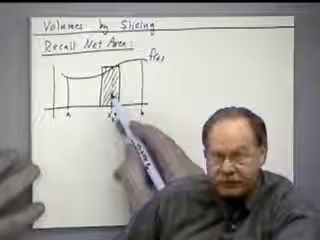 Volumes by Slicing
Recall Net Area:
f(x)
a
b